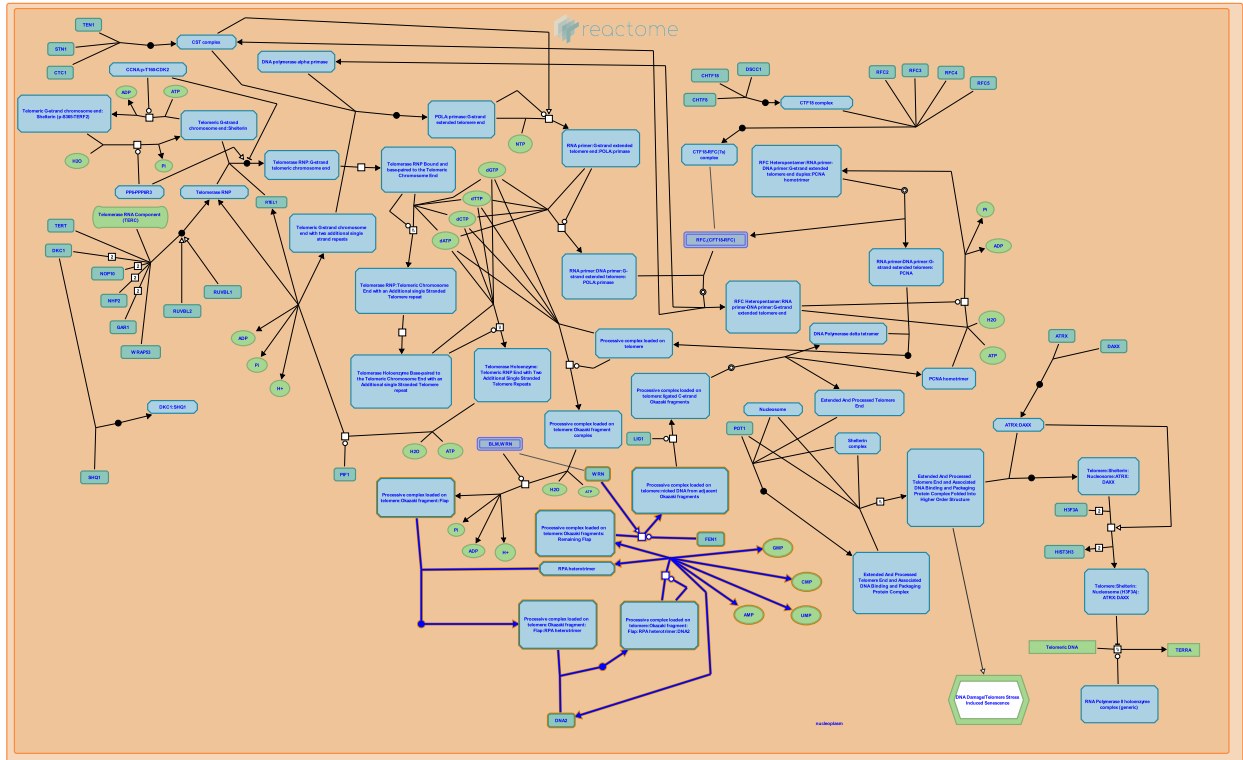 reactome
TEN1
STN1
CTC1
CST complex
DNA polymerase alpha:primase
CCNA:p-T160-CDK2
ADP
ATP
Telomeric G-strand
chromosome end:
Shelterin (p-S365-TERF2)
Telomeric G-strand
chromosome end:Shelterin
H2O
Pi
PP6-PPP6R3
Telomerase RNP:G-strand
telomeric chromosome end
Telomerase RNP Bound and
base-paired to the Telomeric
Chromosome End
POLA primase:G-strand
extended telomere end
NTP
RNA primer:G-strand extended
telomere end:POLA primase
CHTF18
DSCC1
CHTF8
CTF18 complex
RFC2
RFC3
RFC4
RFC5
CTF18-RFC(7s)
complex
RFC Heteropentamer:RNA primer-
DNA primer:G-strand extended
telomere end duplex:PCNA
homotrimer
Telomerase RNP
RTEL1
Telomerase RNA Component
(TERC)
TERT
DKC1
NOP10
NHP2
GAR1
WRAP53
2
2
2
RUVBL1
RUVBL2
Telomeric G-strand chromosome
end with two additional single
strand repeats
dGTP
dTTP
dCTP
dATP
s
RFC,(CTF18-RFC)
Pi
ADP
RNA primer-DNA primer:G-
strand extended telomere:
POLA primase
RNA primer-DNA primer:G-
strand extended telomere:
PCNA
Telomerase RNP:Telomeric Chromosome
End with an Additional single Stranded
Telomere repeat
RFC Heteropentamer:RNA
primer-DNA primer:G-strand
extended telomere end
H2O
ATP
ADP
Pi
H+
s
Processive complex loaded on
telomere
DNA Polymerase delta tetramer
PCNA homotrimer
ATRX
DAXX
Telomerase Holoenzyme Base-paired to
the Telomeric Chromosome End with an
Additional single Stranded Telomere
repeat
Telomerase Holoenzyme:
Telomeric RNP End with Two
Additional Single Stranded
Telomere Repeats
Processive complex loaded on
telomere:ligated C-strand
Okazaki fragments
Extended And Processed Telomere
End
Nucleosome
DKC1:SHQ1
SHQ1
H2O
ATP
PIF1
Processive complex loaded on
telomere:Okazaki fragment
complex
BLM,WRN
LIG1
POT1
Shelterin
complex
ATRX:DAXX
H2O
ATP
WRN
Processive complex loaded on
telomere:nicked DNA from adjacent
Okazaki fragments
Extended And Processed
Telomere End and Associated
DNA Binding and Packaging
Protein Complex Folded Into
Higher Order Structure
s
Telomere:Shelterin:
Nucleosome:ATRX:
DAXX
Processive complex loaded on
telomere:Okazaki fragment:Flap
Pi
ADP
H+
Processive complex loaded on
telomere:Okazaki fragments:
Remaining Flap
FEN1
GMP
CMP
UMP
AMP
RPA heterotrimer
H3F3A
2
HIST3H3
2
Extended And Processed
Telomere End and Associated
DNA Binding and Packaging
Protein Complex
Telomere:Shelterin:
Nucleosome (H3F3A):
ATRX:DAXX
Processive complex loaded on
telomere:Okazaki fragment:
Flap:RPA heterotrimer
Processive complex loaded on
telomere:Okazaki fragment:
Flap:RPA heterotrimer:DNA2
Telomeric DNA
s
TERRA
DNA2
DNA Damage/Telomere Stress
Induced Senescence
RNA Polymerase II holoenzyme
complex (generic)
nucleoplasm